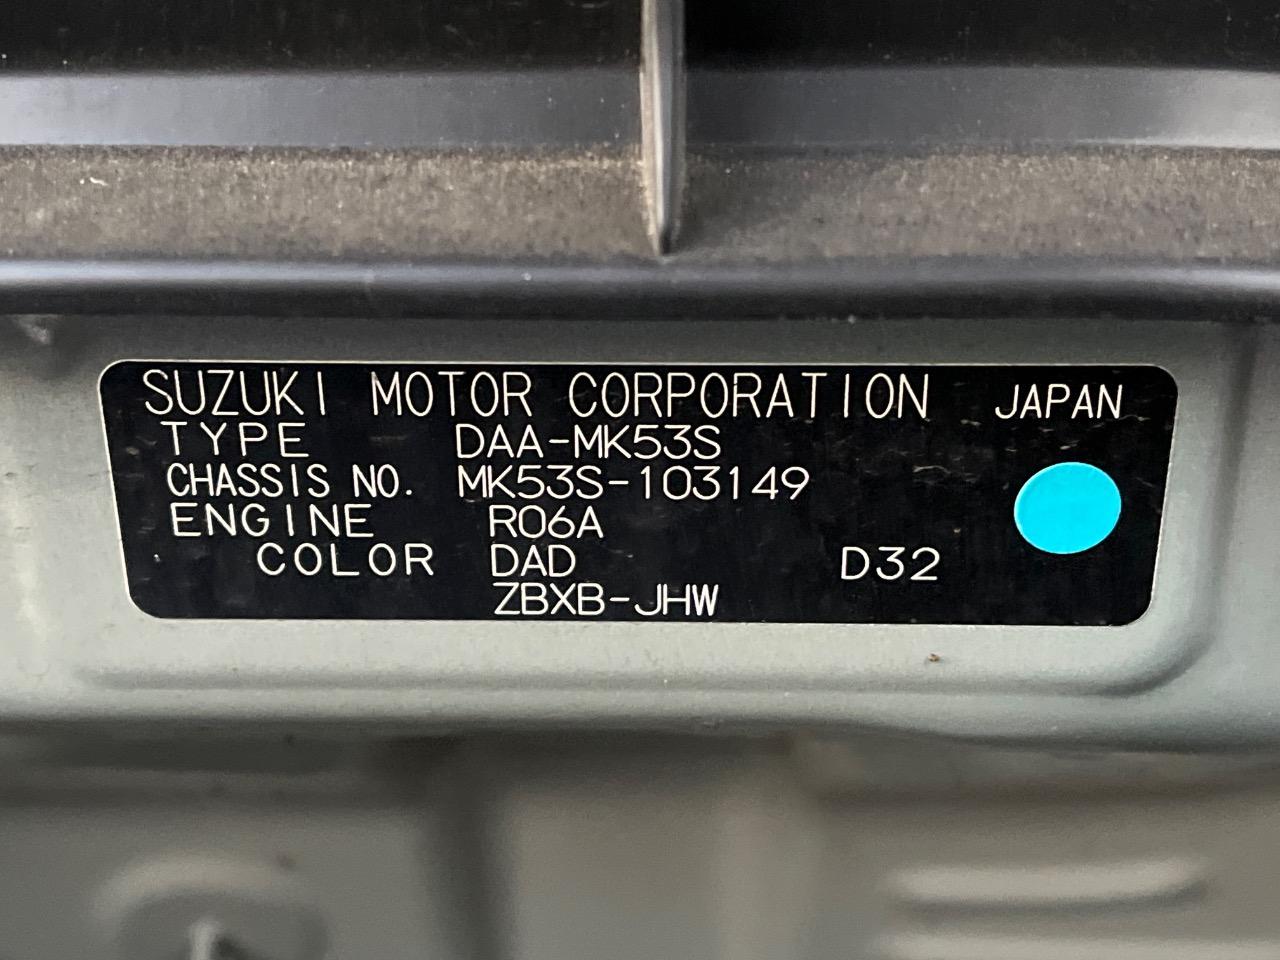 SUZUKI MOTOR CORPORATION JAPAN
TYPE DAA-MK53S
CHASSIS NO. MK53S-103149
ENGINE R06A
COLOR DAD D32
ZBXB-JHW